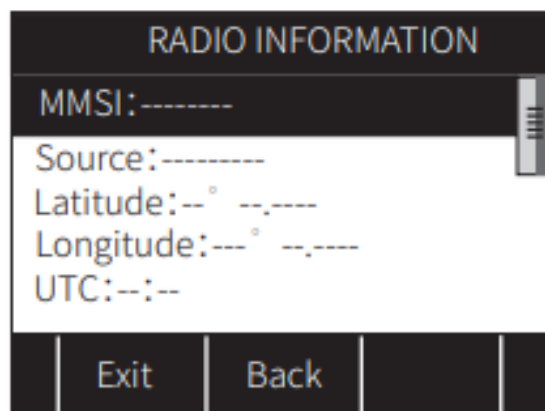 RADIO INFORMATION
MMSI:--------
Source:---------
Latitude:--° --.----
Longitude:---° --.----
UTC:--:--
Exit Back